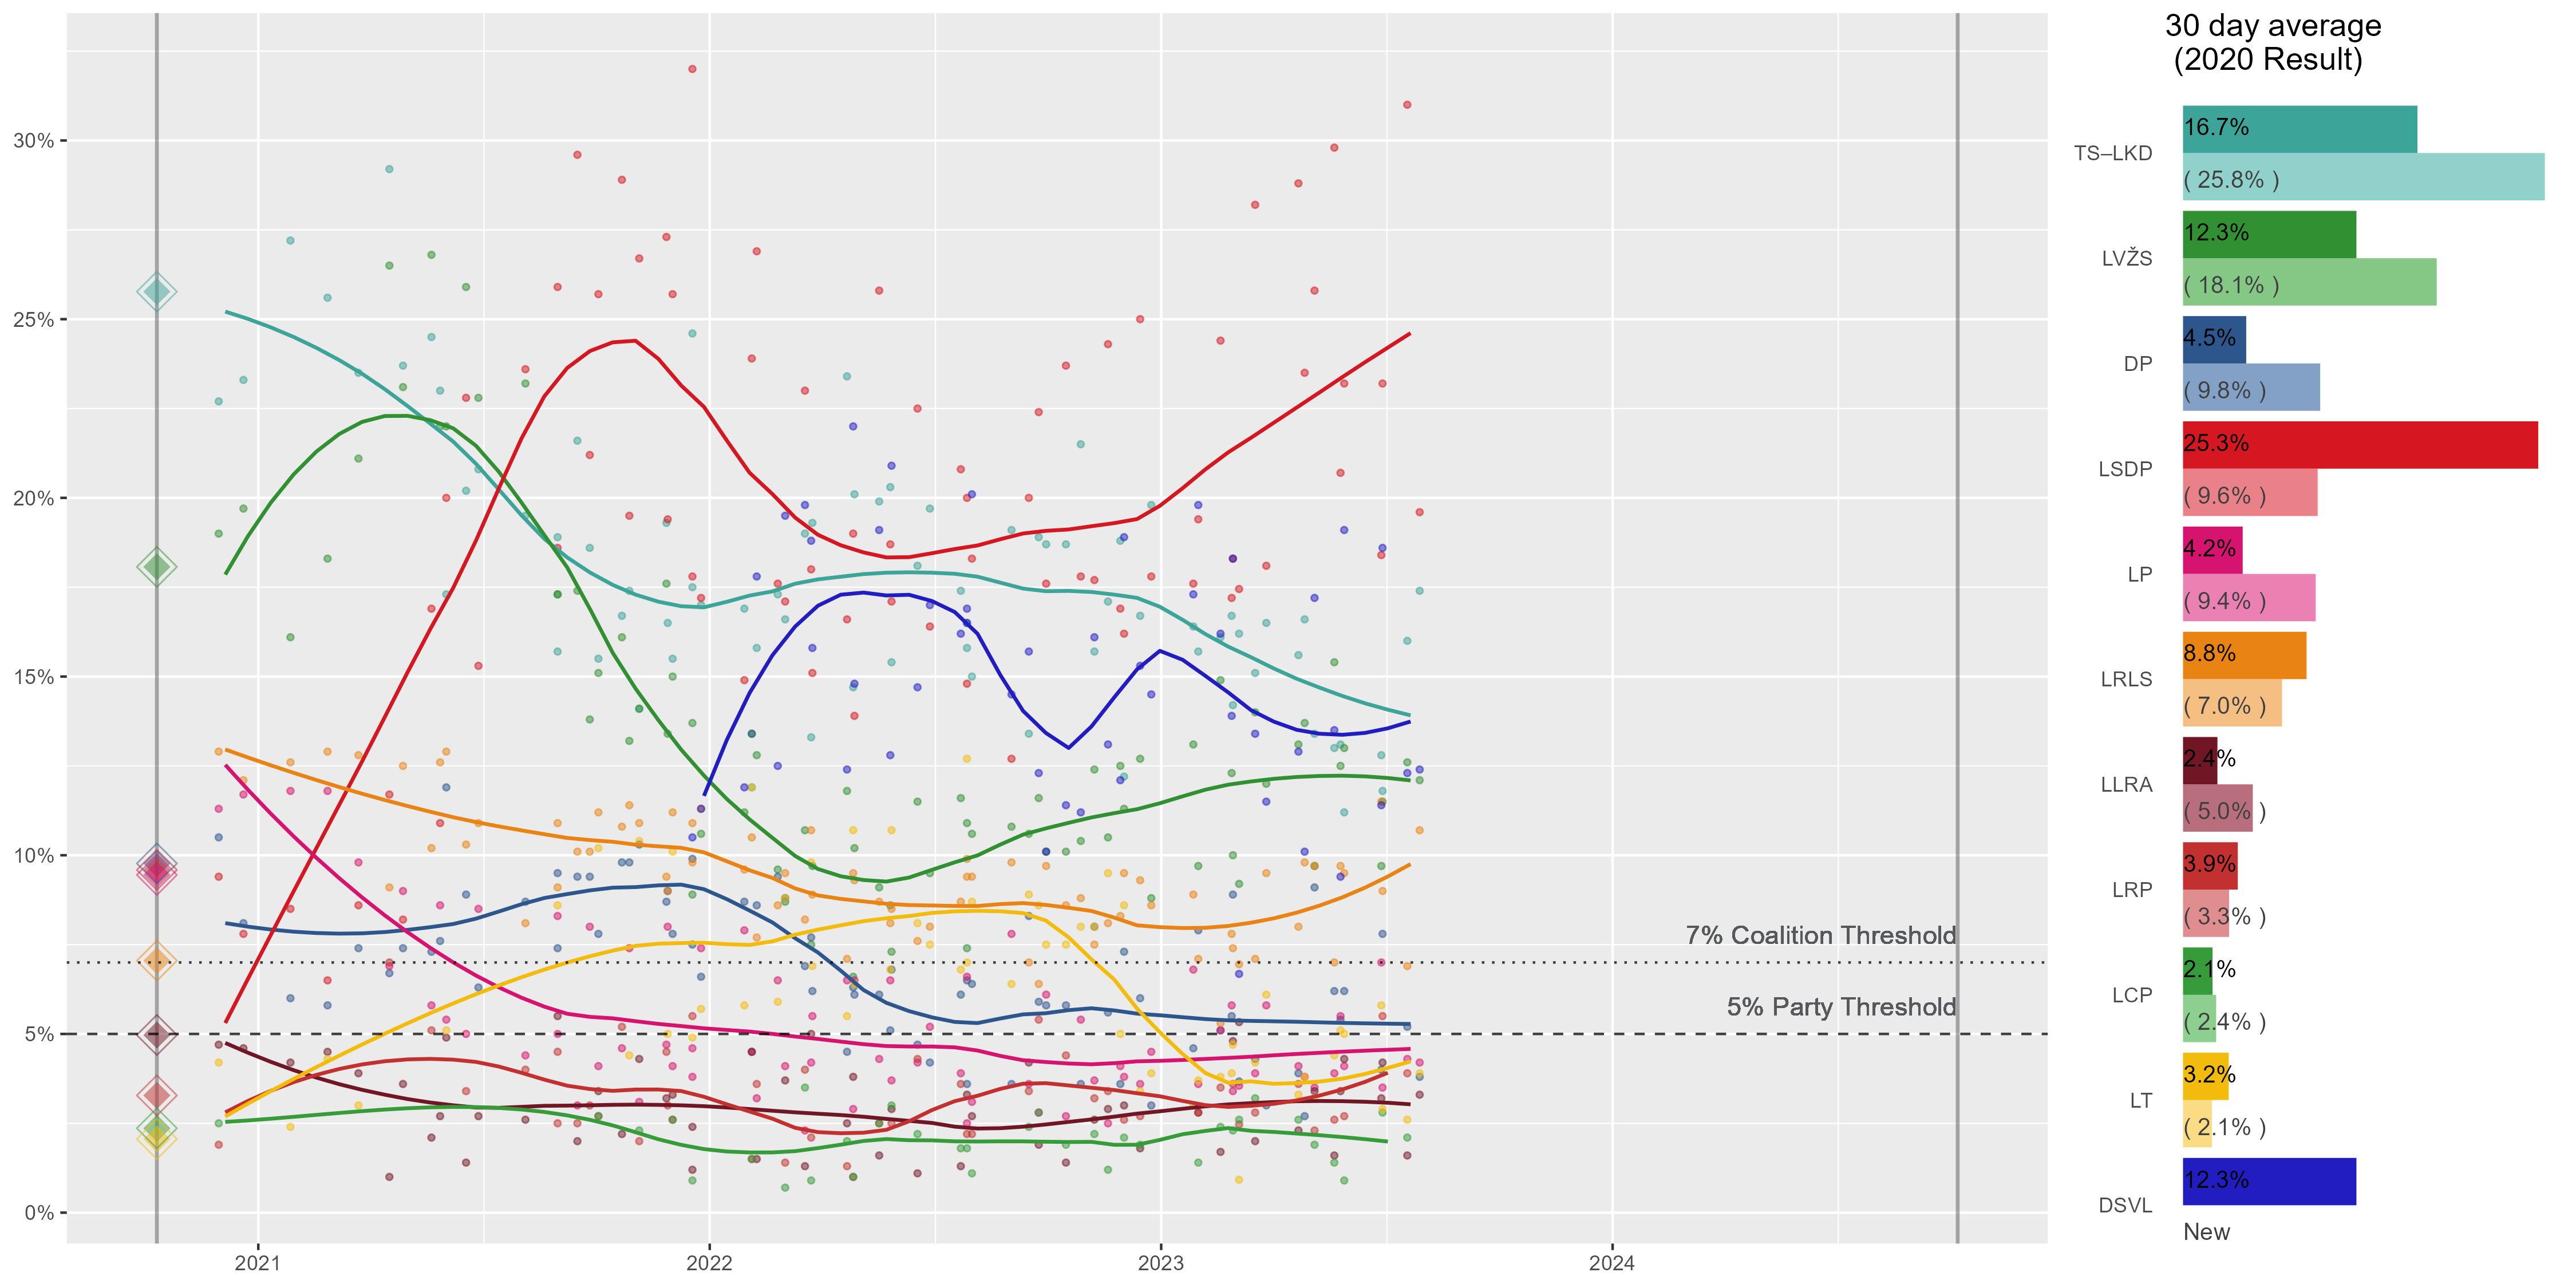 30 day average
(2020 Result)
30%
25%
20%
15%
10%
5%
0%
7% Coalition Threshold
5% Party Threshold
2021
2022
2023
2024
TS–LKD
16.7%
( 25.8% )
LVŽS
12.3%
( 18.1% )
DP
4.5%
( 9.8% )
LSDP
25.3%
( 9.6% )
LP
4.2%
( 9.4% )
LRLS
8.8%
( 7.0% )
LLRA
2.4%
( 5.0% )
LRP
3.9%
( 3.3% )
LCP
2.1%
( 2.4% )
LT
3.2%
( 2.1% )
DSVL
12.3%
New